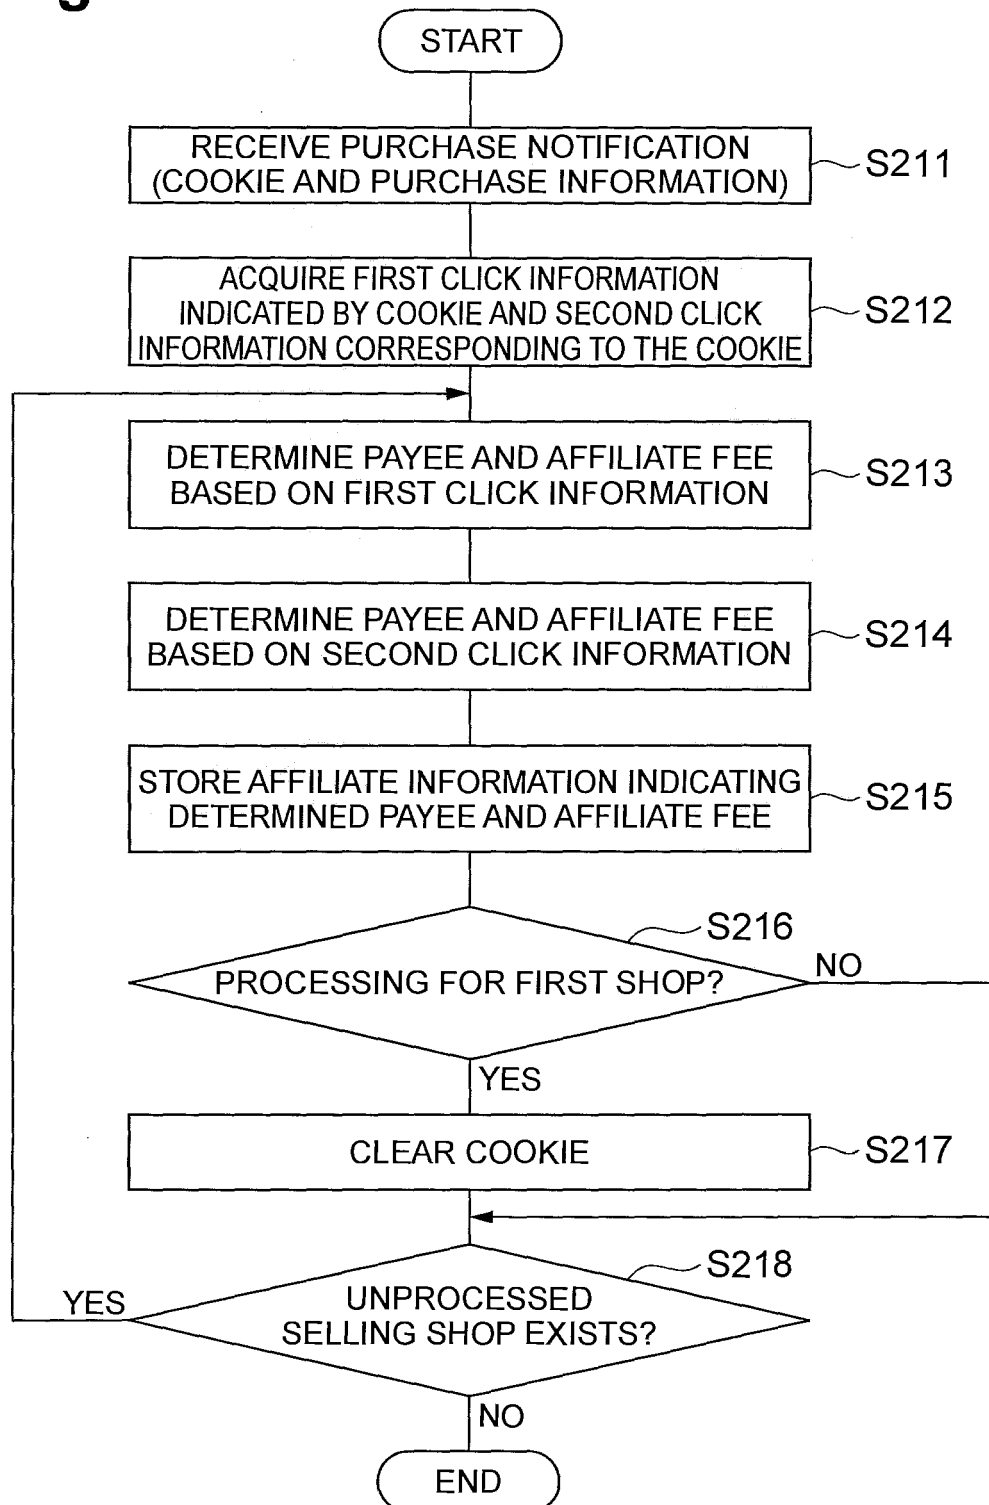 START
RECEIVE PURCHASE NOTIFICATION
(COOKIE AND PURCHASE INFORMATION)
S211
ACQUIRE FIRST CLICK INFORMATION
INDICATED BY COOKIE AND SECOND CLICK
INFORMATION CORRESPONDING TO THE COOKIE
S212
DETERMINE PAYEE AND AFFILIATE FEE
BASED ON FIRST CLICK INFORMATION
S213
DETERMINE PAYEE AND AFFILIATE FEE
BASED ON SECOND CLICK INFORMATION
S214
STORE AFFILIATE INFORMATION INDICATING
DETERMINED PAYEE AND AFFILIATE FEE
S215
S216
PROCESSING FOR FIRST SHOP?
NO
YES
CLEAR COOKIE
S217
S218
YES
UNPROCESSED
SELLING SHOP EXISTS?
NO
END